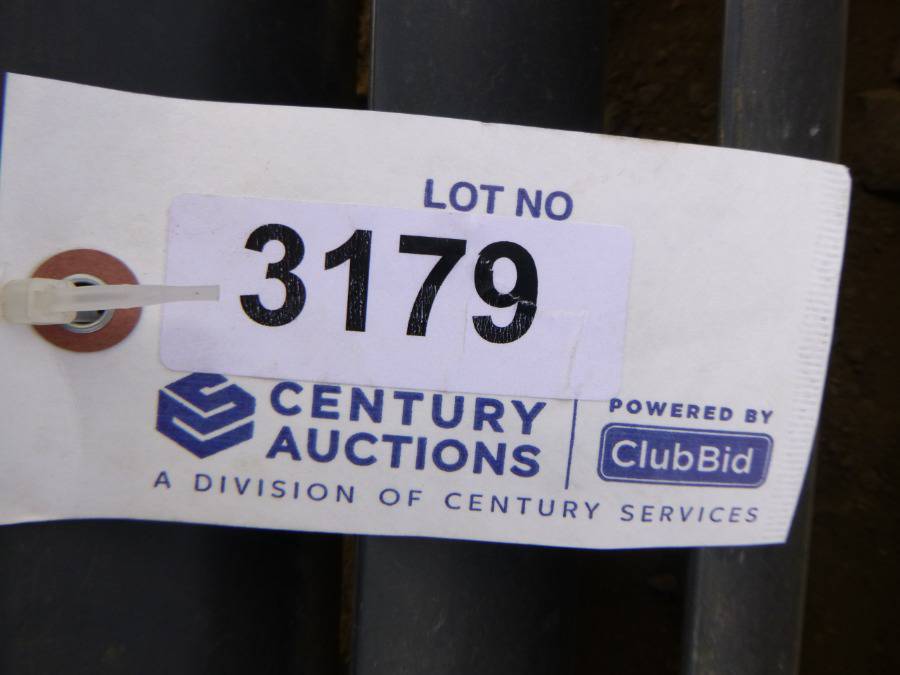 LOT NO
3179
CENTURY
AUCTIONS
POWERED BY
ClubBid
A DIVISION OF CENTURY SERVICES